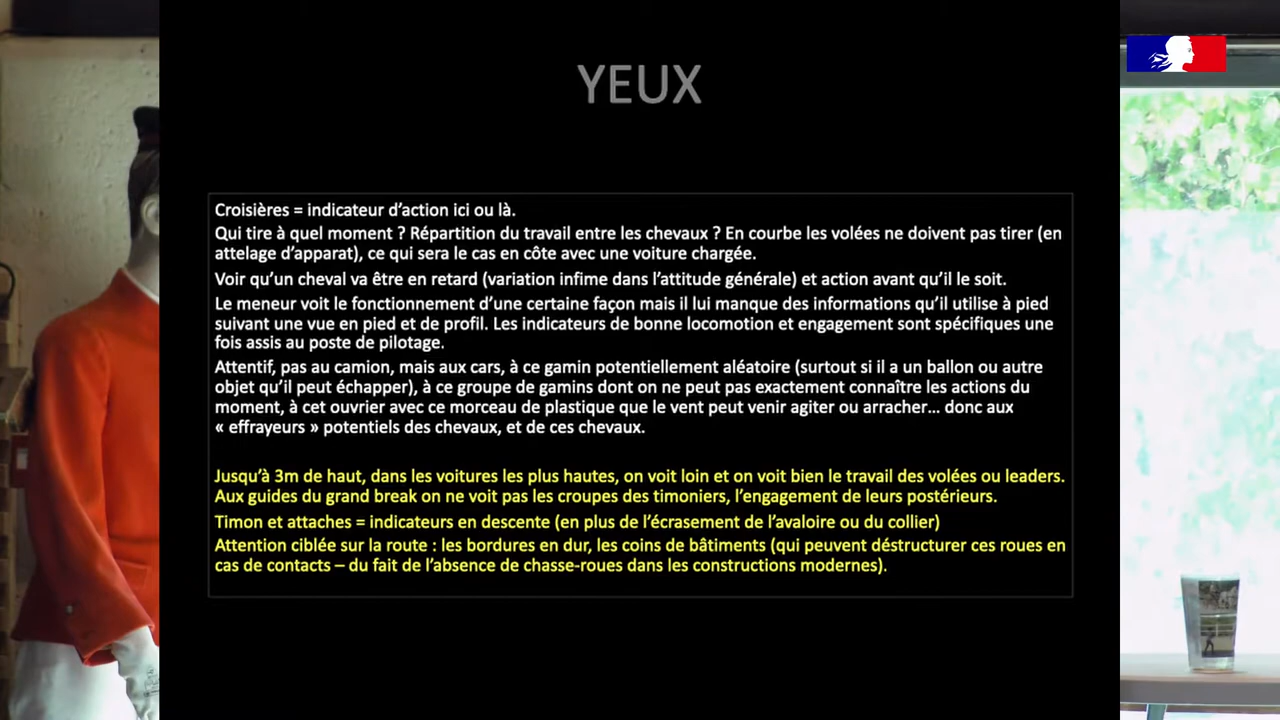 YEUX
Croisières = indicateur d’action ici ou là.
Qui tire à quel moment ? Répartition du travail entre les chevaux ? En courbe les volées ne doivent pas tirer (en
attelage d’apparat), ce qui sera le cas en côte avec une voiture chargée.
Voir qu’un cheval va être en retard (variation infime dans l’attitude générale) et action avant qu’il le soit.
Le meneur voit le fonctionnement d’une certaine façon mais il lui manque des informations qu’il utilise à pied
suivant une vue en pied et de profil. Les indicateurs de bonne locomotion et engagement sont spécifiques une
fois assis au poste de pilotage.
Attentif, pas au camion, mais aux cars, à ce gamin potentiellement aléatoire (surtout si il a un ballon ou autre
objet qu’il peut échapper), à ce groupe de gamins dont on ne peut pas exactement connaître les actions du
moment, à cet ouvrier avec ce morceau de plastique que le vent peut venir agiter ou arracher… donc aux
« effrayeurs » potentiels des chevaux, et de ces chevaux.
Jusqu’à 3m de haut, dans les voitures les plus hautes, on voit loin et on voit bien le travail des volées ou leaders.
Aux guides du grand break on ne voit pas les croupes des timoniers, l’engagement de leurs postérieurs.
Timon et attaches = indicateurs en descente (en plus de l’écrasement de l’avaloire ou du collier)
Attention ciblée sur la route : les bordures en dur, les coins de bâtiments (qui peuvent déstructurer ces roues en
cas de contacts – du fait de l’absence de chasse-roues dans les constructions modernes).